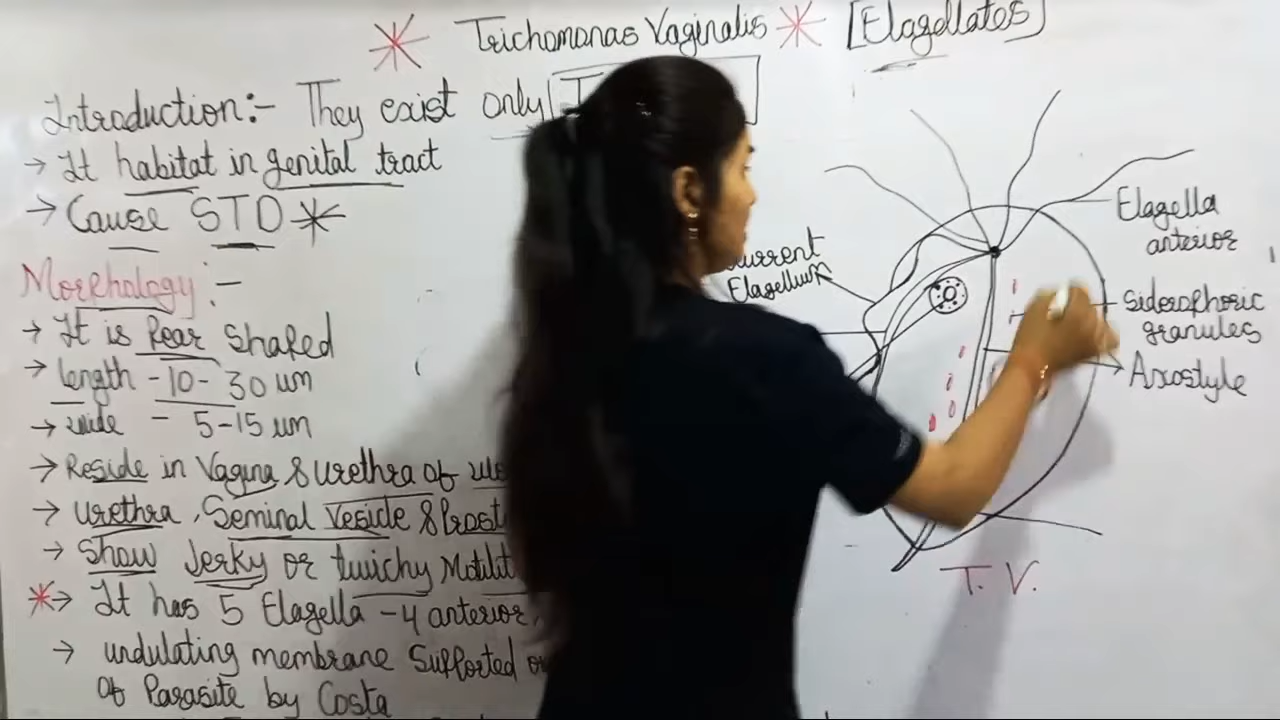 Trichomonas Vaginalis [Flagellates]
Introduction:- They exist only
→ It habitat in genital tract
→ Cause STD
Morphology:-
→ It is Pear Shaped
→ length -10- 30 um
→ wide - 5-15 um
→ Reside in Vagina & Urethra of
→ Urethra, Seminal Vesicle &
→ Show Jerky or twichy
→ It has 5 Flagella - 4 anterior,
→ undulating membrane Supported
of Parasite by Costa
Flagellum
Flagella
anterior
Siderophoric
granules
Axostyle
T. V.